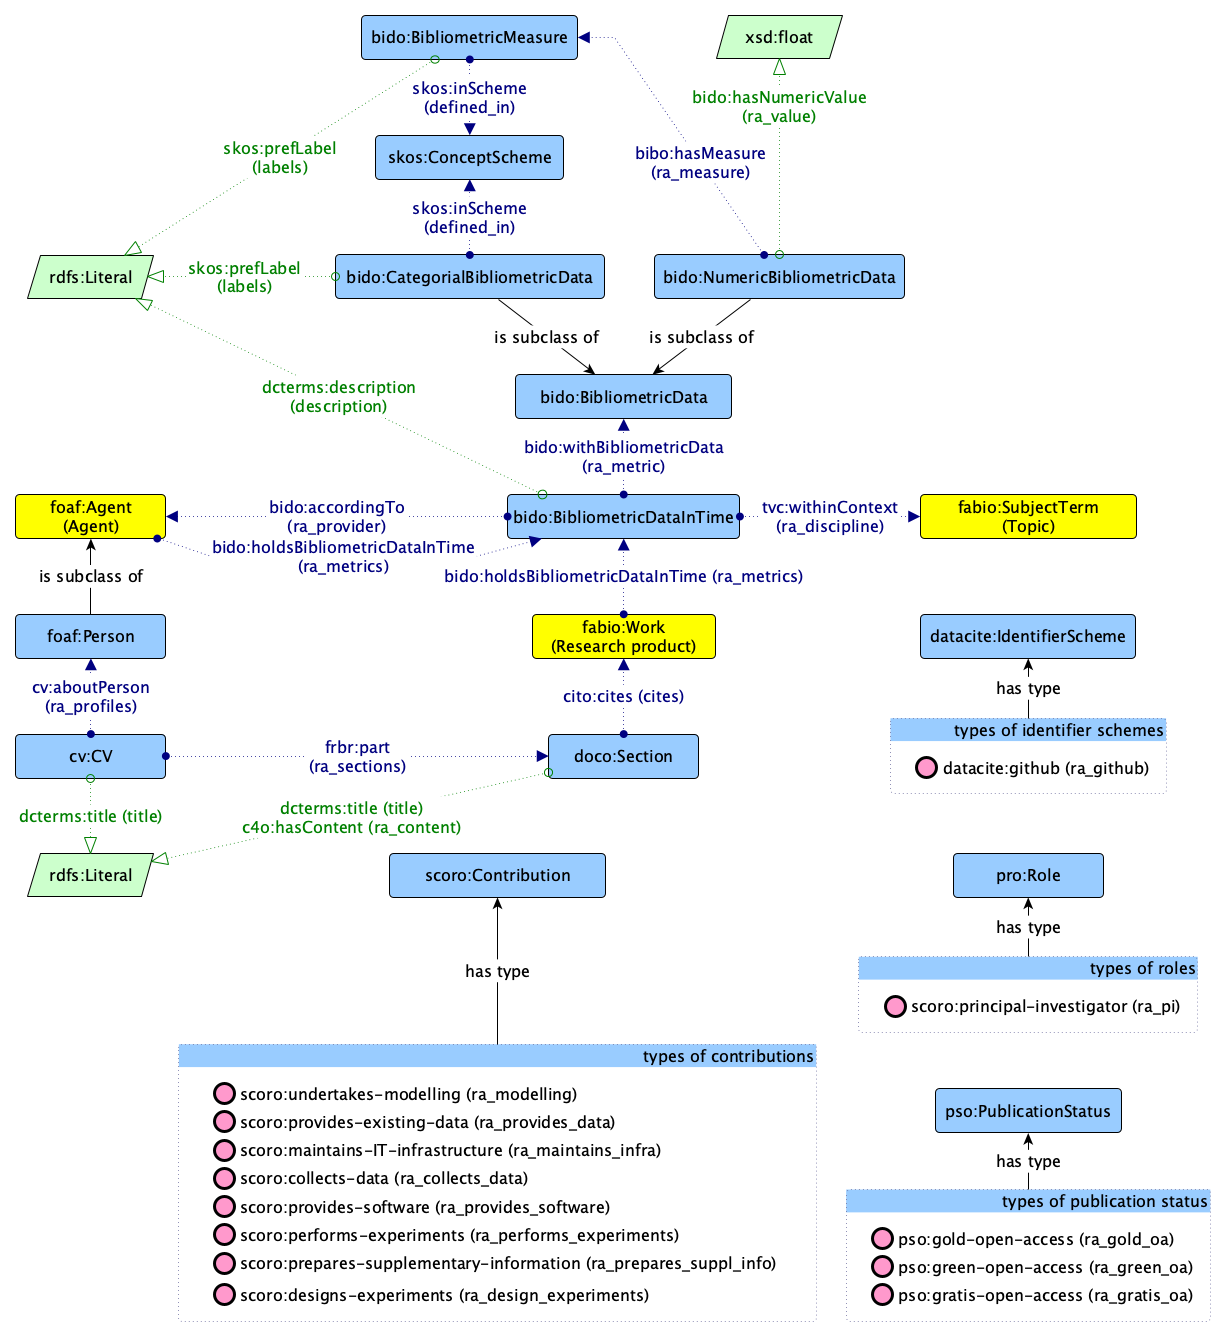 bido:BibliometricMeasure
xsd:float
skos:inScheme
(defined_in)
bido:hasNumericValue
(ra_value)
skos:prefLabel
(labels)
skos:ConceptScheme
bibo:hasMeasure
(ra_measure)
skos:inScheme
(defined_in)
rdfs:Literal
skos:prefLabel
(labels)
bido:CategorialBibliometricData
bido:NumericBibliometricData
is subclass of
is subclass of
dcterms:description
(description)
bido:BibliometricData
bido:withBibliometricData
(ra_metric)
foaf:Agent
(Agent)
bido:accordingTo
(ra_provider)
bido:BibliometricDataInTime
tvc:withinContext
(ra_discipline)
fabio:SubjectTerm
(Topic)
bido:holdsBibliometricDataInTime
(ra_metrics)
is subclass of
bido:holdsBibliometricDataInTime (ra_metrics)
foaf:Person
fabio:Work
(Research product)
datacite:IdentifierScheme
cv:aboutPerson
(ra_profiles)
cito:cites (cites)
has type
types of identifier schemes
datacite:github (ra_github)
cv:CV
frbr:part
(ra_sections)
doco:Section
dcterms:title (title)
dcterms:title (title)
c4o:hasContent (ra_content)
rdfs:Literal
scoro:Contribution
pro:Role
has type
has type
types of roles
scoro:principal-investigator (ra_pi)
types of contributions
scoro:undertakes-modelling (ra_modelling)
scoro:provides-existing-data (ra_provides_data)
scoro:maintains-IT-infrastructure (ra_maintains_infra)
scoro:collects-data (ra_collects_data)
scoro:provides-software (ra_provides_software)
scoro:performs-experiments (ra_performs_experiments)
scoro:prepares-supplementary-information (ra_prepares_suppl_info)
scoro:designs-experiments (ra_design_experiments)
pso:PublicationStatus
has type
types of publication status
pso:gold-open-access (ra_gold_oa)
pso:green-open-access (ra_green_oa)
pso:gratis-open-access (ra_gratis_oa)